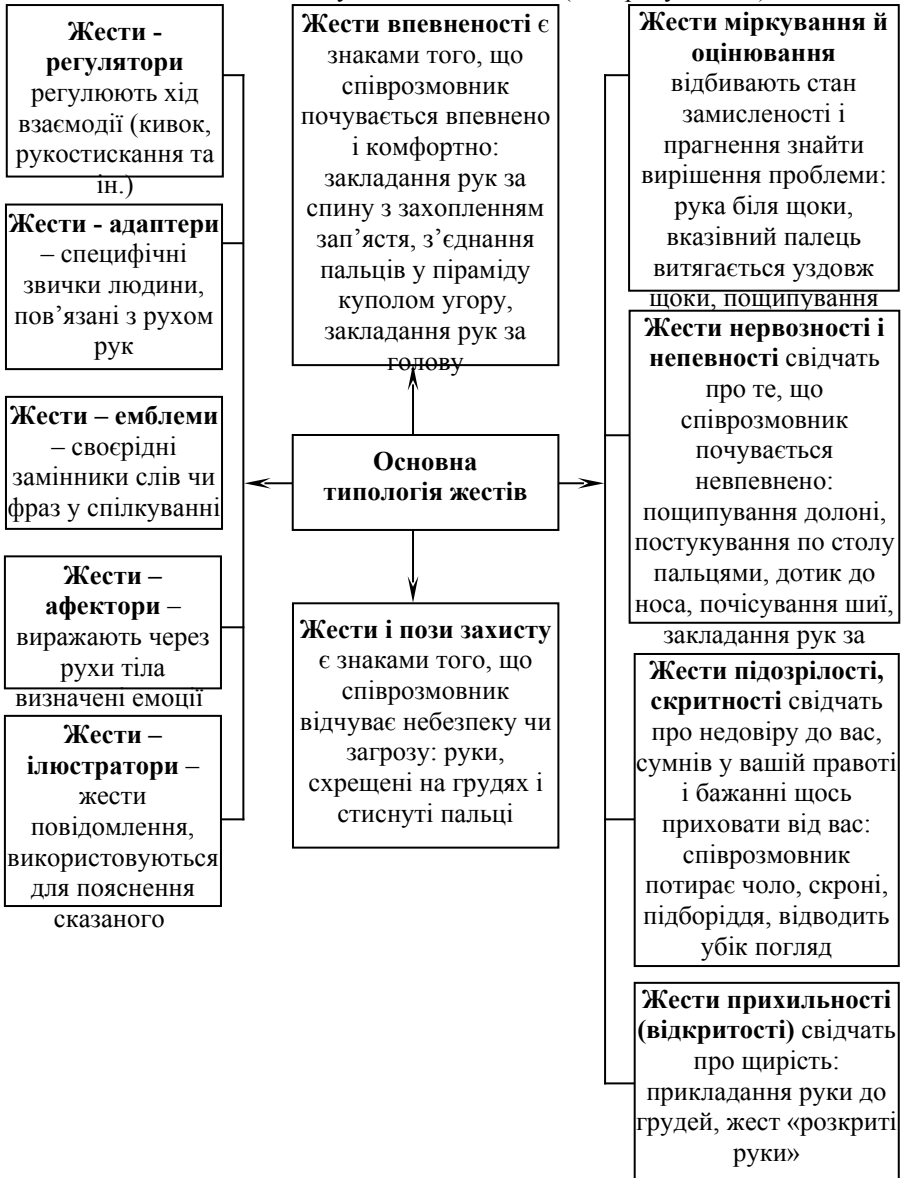 Жести -
регулятори
регулюють хід
взаємодії (кивок,
рукостискання та
ін.)
Жести - адаптери
– специфічні
звички людини,
пов’язані з рухом
рук
Жести – емблеми
– своєрідні
замінники слів чи
фраз у спілкуванні
Жести –
афектори –
виражають через
рухи тіла
визначені емоції
Жести –
ілюстратори –
жести
повідомлення,
використовуються
для пояснення
сказаного
Жести впевненості є
знаками того, що
співрозмовник
почувається впевнено
і комфортно:
закладання рук за
спину з захопленням
зап’ястя, з’єднання
пальців у піраміду
куполом угору,
закладання рук за
голову
Основна
типологія жестів
Жести і пози захисту
є знаками того, що
співрозмовник
відчуває небезпеку чи
загрозу: руки,
схрещені на грудях і
стиснуті пальці
Жести міркування й
оцінювання
відбивають стан
замисленості і
прагнення знайти
вирішення проблеми:
рука біля щоки,
вказівний палець
витягається уздовж
щоки, пощипування
Жести нервозності і
непевності свідчать
про те, що
співрозмовник
почувається
невпевнено:
пощипування долоні,
постукування по столу
пальцями, дотик до
носа, почісування шиї,
закладання рук за
Жести підозрілості,
скритності свідчать
про недовіру до вас,
сумнів у вашій правоті
і бажанні щось
приховати від вас:
співрозмовник
потирає чоло, скроні,
підборіддя, відводить
убік погляд
Жести прихильності
(відкритості) свідчать
про щирість:
прикладання руки до
грудей, жест «розкриті
руки»